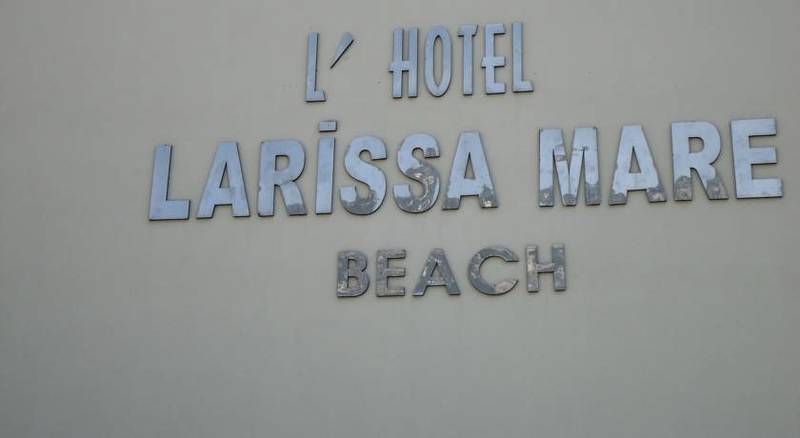 L' HOTEL
LARİSSA MARE
BEACH